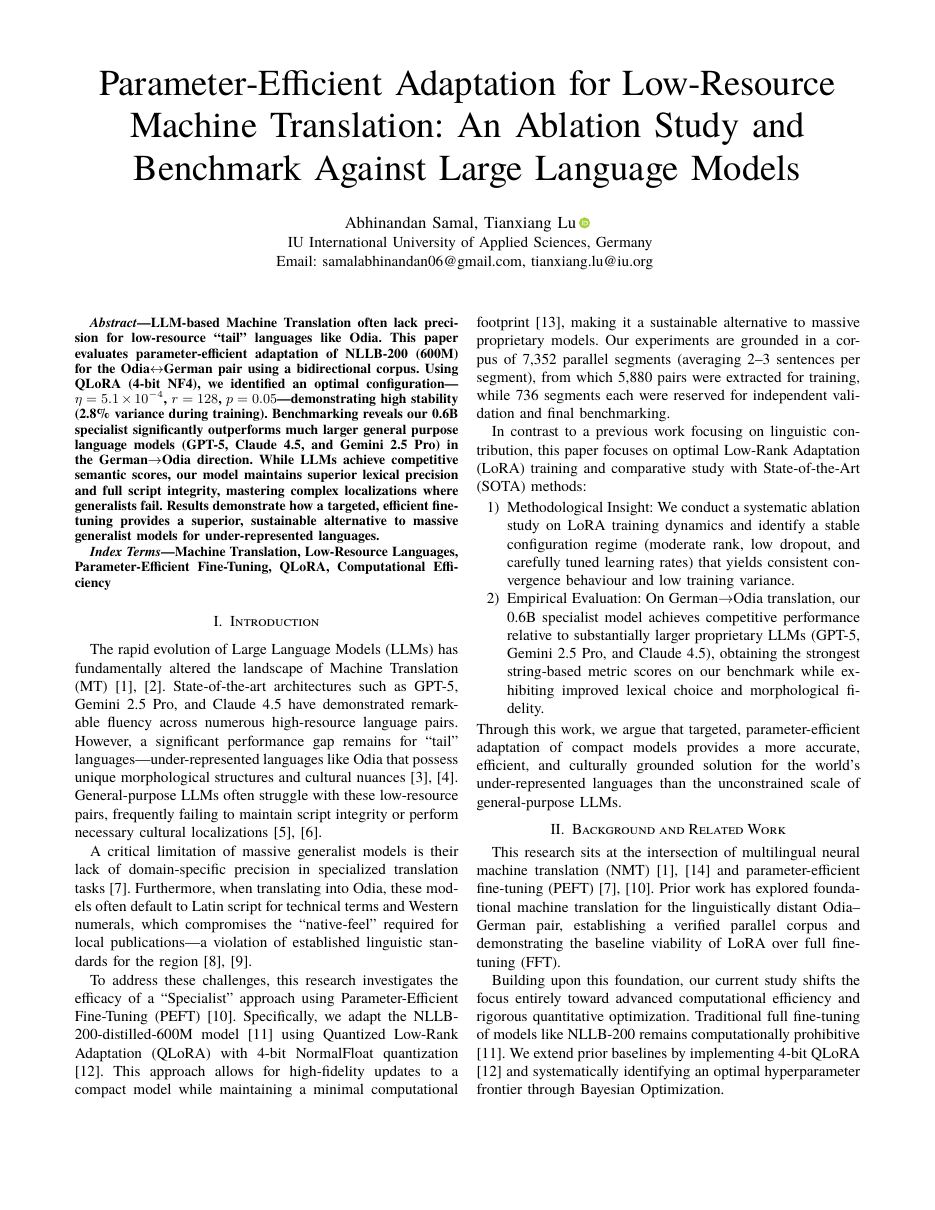 Parameter-Efficient Adaptation for Low-Resource
Machine Translation: An Ablation Study and
Benchmark Against Large Language Models
Abhinandan Samal, Tianxiang Lu
IU International University of Applied Sciences, Germany
Email: samalabhinandan06@gmail.com, tianxiang.lu@iu.org
Abstract—LLM-based Machine Translation often lack preci-
sion for low-resource “tail” languages like Odia. This paper
evaluates parameter-efficient adaptation of NLLB-200 (600M)
for the Odia↔German pair using a bidirectional corpus. Using
QLoRA (4-bit NF4), we identified an optimal configuration—
η = 5.1 × 10⁻⁴, r = 128, p = 0.05—demonstrating high stability
(2.8% variance during training). Benchmarking reveals our 0.6B
specialist significantly outperforms much larger general purpose
language models (GPT-5, Claude 4.5, and Gemini 2.5 Pro) in
the German→Odia direction. While LLMs achieve competitive
semantic scores, our model maintains superior lexical precision
and full script integrity, mastering complex localizations where
generalists fail. Results demonstrate how a targeted, efficient fine-
tuning provides a superior, sustainable alternative to massive
generalist models for under-represented languages.
Index Terms—Machine Translation, Low-Resource Languages,
Parameter-Efficient Fine-Tuning, QLoRA, Computational Effi-
ciency
I. Introduction
The rapid evolution of Large Language Models (LLMs) has
fundamentally altered the landscape of Machine Translation
(MT) [1], [2]. State-of-the-art architectures such as GPT-5,
Gemini 2.5 Pro, and Claude 4.5 have demonstrated remark-
able fluency across numerous high-resource language pairs.
However, a significant performance gap remains for “tail”
languages—under-represented languages like Odia that possess
unique morphological structures and cultural nuances [3], [4].
General-purpose LLMs often struggle with these low-resource
pairs, frequently failing to maintain script integrity or perform
necessary cultural localizations [5], [6].
A critical limitation of massive generalist models is their
lack of domain-specific precision in specialized translation
tasks [7]. Furthermore, when translating into Odia, these mod-
els often default to Latin script for technical terms and Western
numerals, which compromises the “native-feel” required for
local publications—a violation of established linguistic stan-
dards for the region [8], [9].
To address these challenges, this research investigates the
efficacy of a “Specialist” approach using Parameter-Efficient
Fine-Tuning (PEFT) [10]. Specifically, we adapt the NLLB-
200-distilled-600M model [11] using Quantized Low-Rank
Adaptation (QLoRA) with 4-bit NormalFloat quantization
[12]. This approach allows for high-fidelity updates to a
compact model while maintaining a minimal computational
footprint [13], making it a sustainable alternative to massive
proprietary models. Our experiments are grounded in a cor-
pus of 7,352 parallel segments (averaging 2–3 sentences per
segment), from which 5,880 pairs were extracted for training,
while 736 segments each were reserved for independent vali-
dation and final benchmarking.
In contrast to a previous work focusing on linguistic con-
tribution, this paper focuses on optimal Low-Rank Adaptation
(LoRA) training and comparative study with State-of-the-Art
(SOTA) methods:
1) Methodological Insight: We conduct a systematic ablation
study on LoRA training dynamics and identify a stable
configuration regime (moderate rank, low dropout, and
carefully tuned learning rates) that yields consistent con-
vergence behaviour and low training variance.
2) Empirical Evaluation: On German→Odia translation, our
0.6B specialist model achieves competitive performance
relative to substantially larger proprietary LLMs (GPT-5,
Gemini 2.5 Pro, and Claude 4.5), obtaining the strongest
string-based metric scores on our benchmark while ex-
hibiting improved lexical choice and morphological fi-
delity.
Through this work, we argue that targeted, parameter-efficient
adaptation of compact models provides a more accurate,
efficient, and culturally grounded solution for the world’s
under-represented languages than the unconstrained scale of
general-purpose LLMs.
II. Background and Related Work
This research sits at the intersection of multilingual neural
machine translation (NMT) [1], [14] and parameter-efficient
fine-tuning (PEFT) [7], [10]. Prior work has explored founda-
tional machine translation for the linguistically distant Odia–
German pair, establishing a verified parallel corpus and
demonstrating the baseline viability of LoRA over full fine-
tuning (FFT).
Building upon this foundation, our current study shifts the
focus entirely toward advanced computational efficiency and
rigorous quantitative optimization. Traditional full fine-tuning
of models like NLLB-200 remains computationally prohibitive
[11]. We extend prior baselines by implementing 4-bit QLoRA
[12] and systematically identifying an optimal hyperparameter
frontier through Bayesian Optimization.